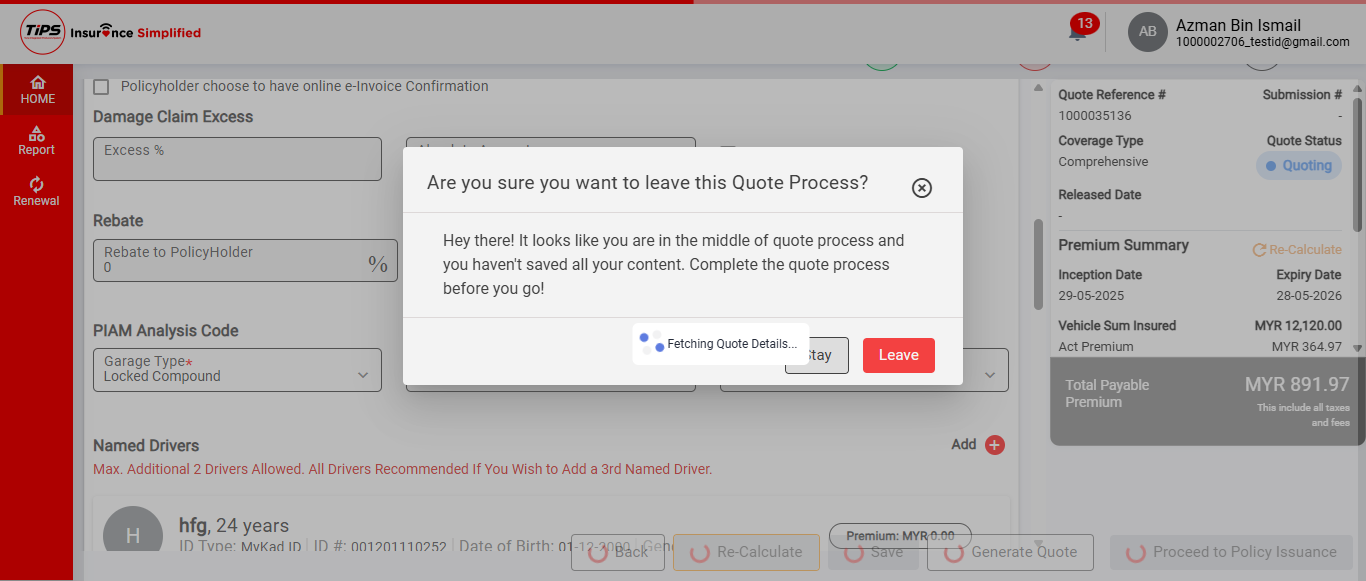 TiPS Insurance Simplified
13
AB
Azman Bin Ismail
1000002706_testid@gmail.com
HOME
Report
Renewal
Policyholder choose to have online e-Invoice Confirmation
Damage Claim Excess
Excess %
Rebate
Rebate to PolicyHolder
0
%
PIAM Analysis Code
Garage Type*
Locked Compound
Named Drivers
Add
Max. Additional 2 Drivers Allowed. All Drivers Recommended If You Wish to Add a 3rd Named Driver.
H
hfg, 24 years
ID Type: MyKad ID | ID #: 001201110252 | Date of Birth: 01-12-2000
Premium: MYR 0.00
Back
Re-Calculate
Save
Generate Quote
Proceed to Policy Issuance
Are you sure you want to leave this Quote Process?
Hey there! It looks like you are in the middle of quote process and
you haven't saved all your content. Complete the quote process
before you go!
Fetching Quote Details...
Stay
Leave
Quote Reference #
Submission #
1000035136
-
Coverage Type
Quote Status
Comprehensive
Quoting
Released Date
-
Premium Summary
Re-Calculate
Inception Date
Expiry Date
29-05-2025
28-05-2026
Vehicle Sum Insured
MYR 12,120.00
Act Premium
MYR 364.97
Total Payable
Premium
MYR 891.97
This include all taxes
and fees